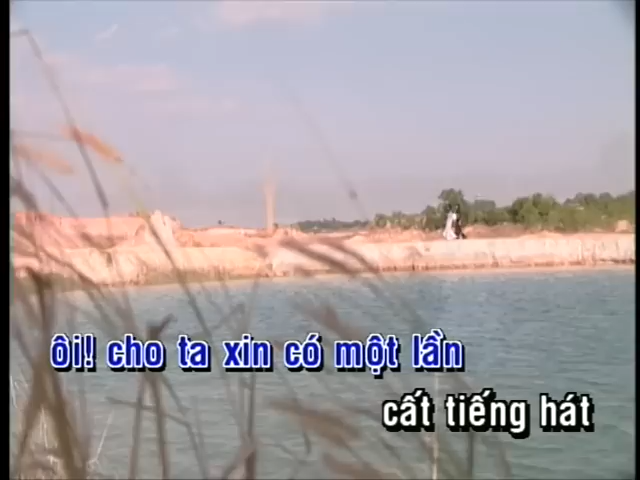 ôi! cho ta xin có một lần
cất tiếng hát